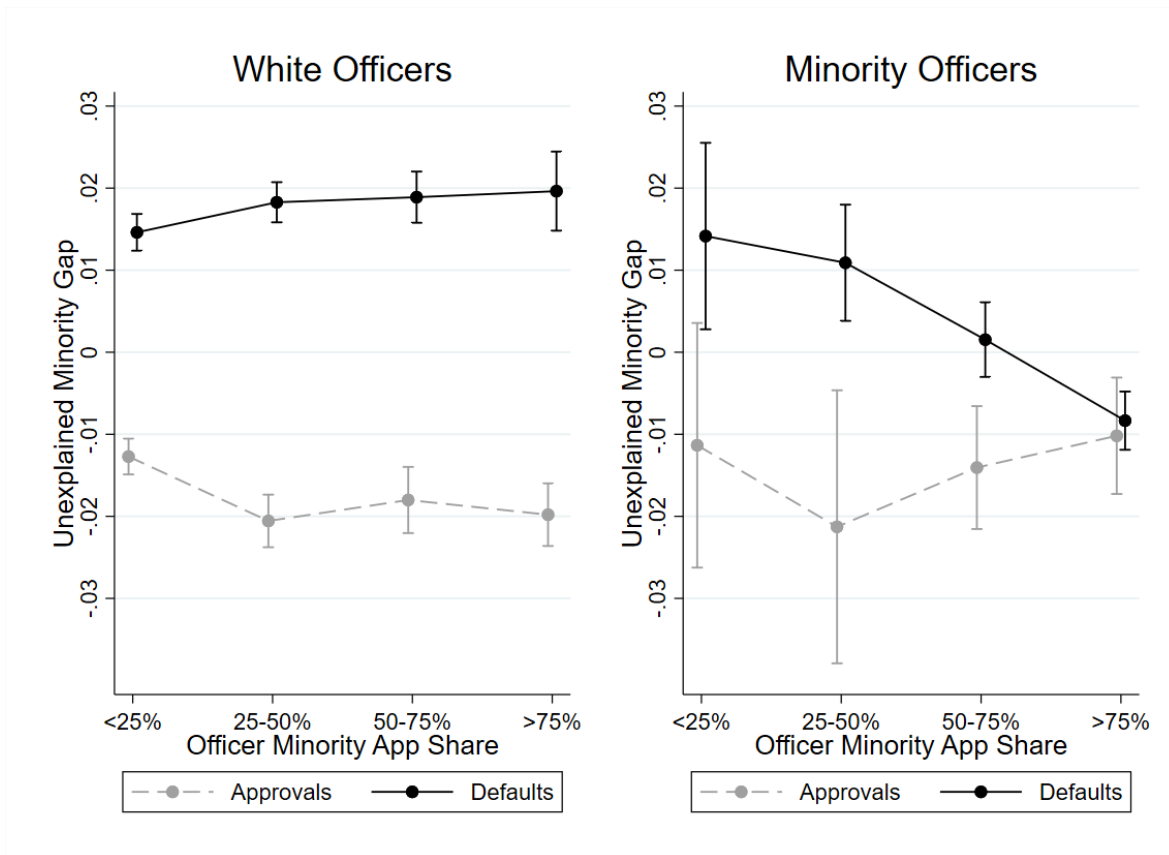 White Officers
Unexplained Minority Gap
.03
.02
.01
0
-.01
-.02
-.03
<25%
25-50%
50-75%
>75%
Officer Minority App Share
Approvals
Defaults
Minority Officers
Unexplained Minority Gap
.03
.02
.01
0
-.01
-.02
-.03
<25%
25-50%
50-75%
>75%
Officer Minority App Share
Approvals
Defaults